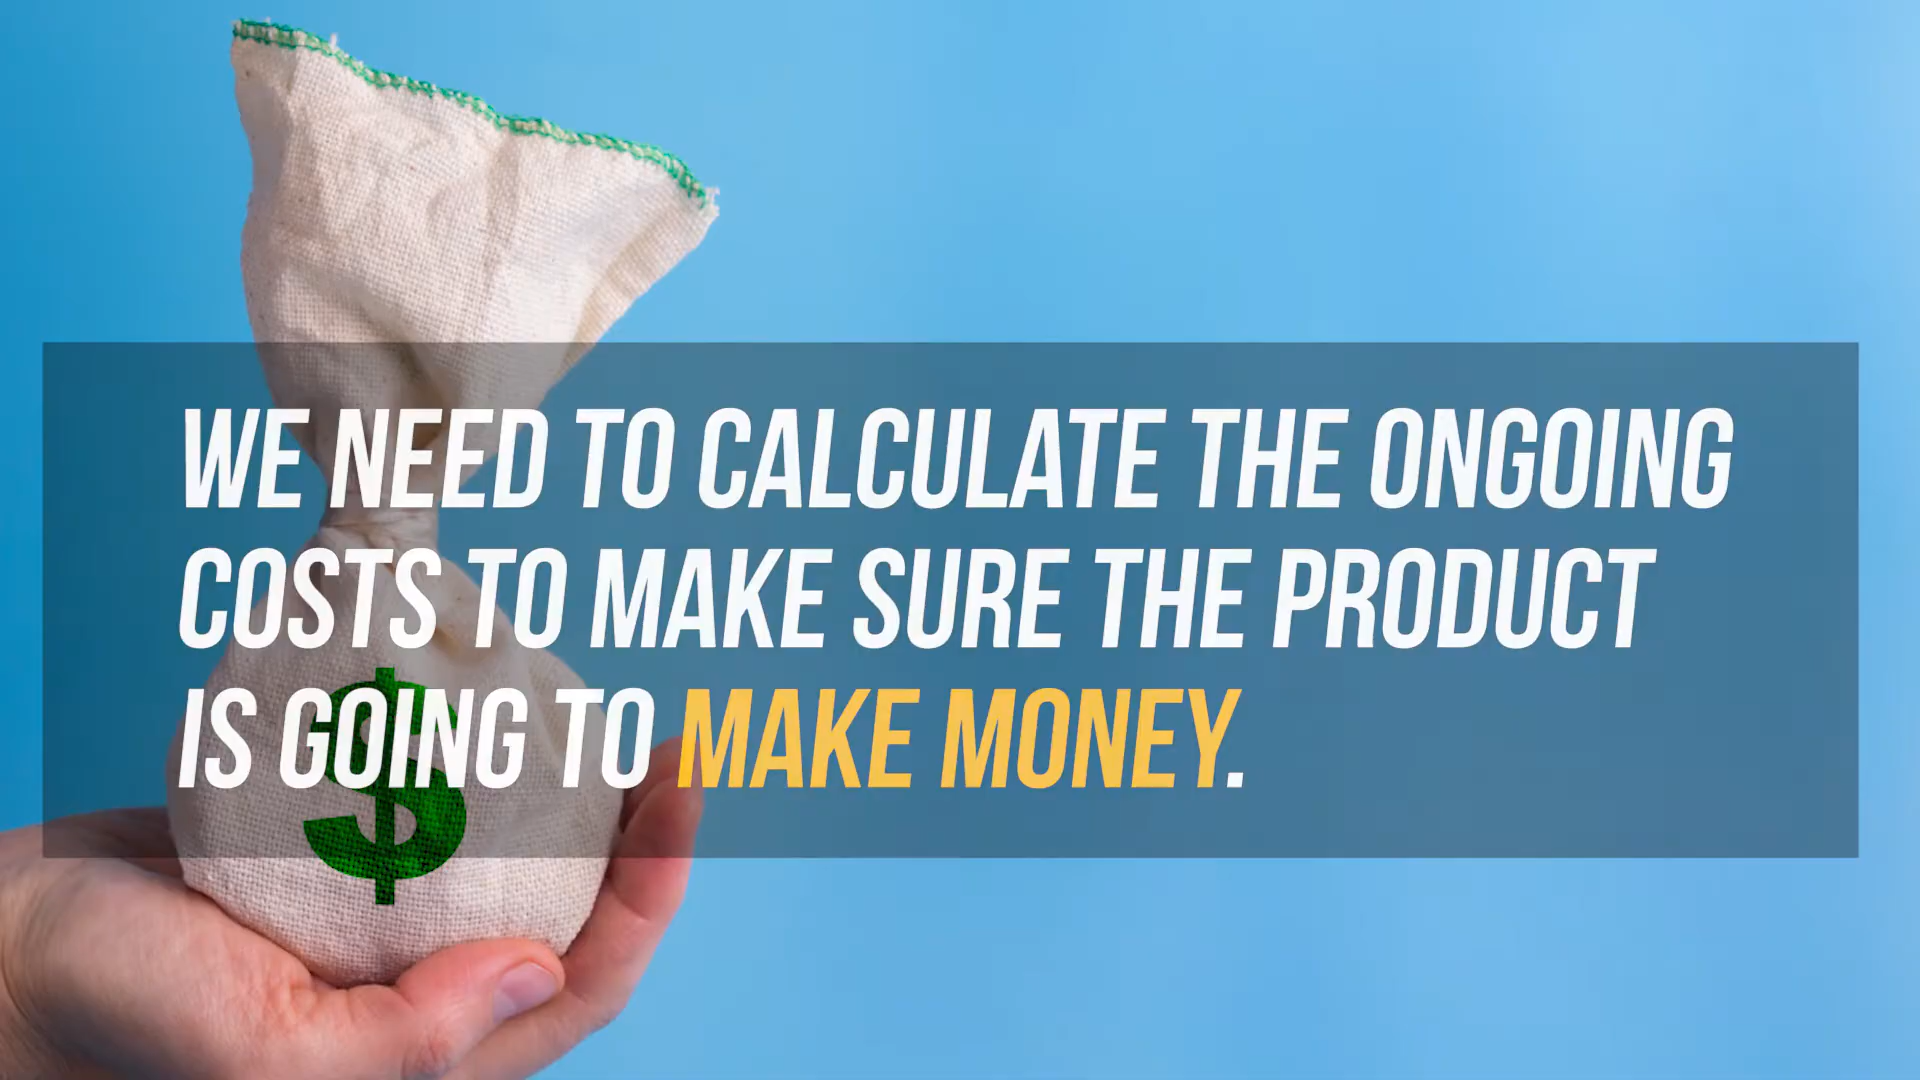 WE NEED TO CALCULATE THE ONGOING
COSTS TO MAKE SURE THE PRODUCT
IS GOING TO MAKE MONEY.
$